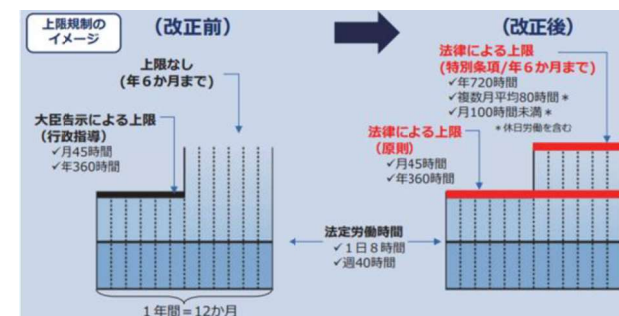 上限規制の
イメージ
(改正前)
(改正後)
上限なし
(年６か月まで)
大臣告示による上限
(行政指導)
✓月45時間
✓年360時間
法律による上限
(特別条項/年６か月まで)
✓年720時間
✓複数月平均80時間＊
✓月100時間未満＊
＊休日労働を含む
法律による上限
(原則)
✓月45時間
✓年360時間
法定労働時間
✓１日８時間
✓週40時間
１年間＝12か月